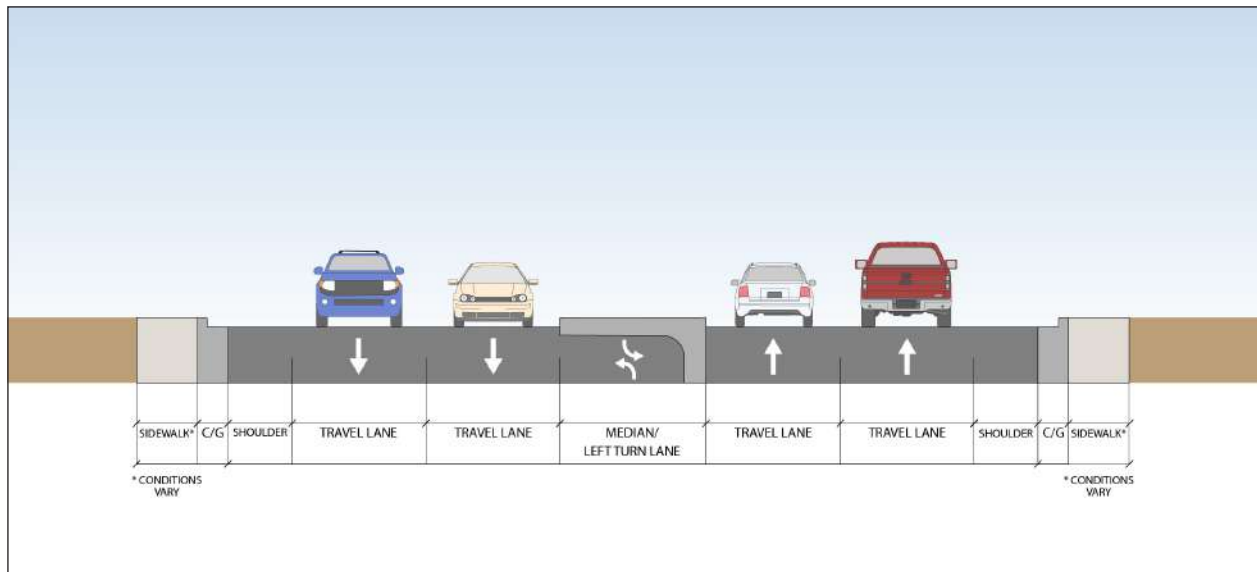 SIDEWALK* C/G SHOULDER TRAVEL LANE TRAVEL LANE MEDIAN/ TRAVEL LANE TRAVEL LANE SHOULDER C/G SIDEWALK*
LEFT TURN LANE
* CONDITIONS * CONDITIONS
VARY VARY